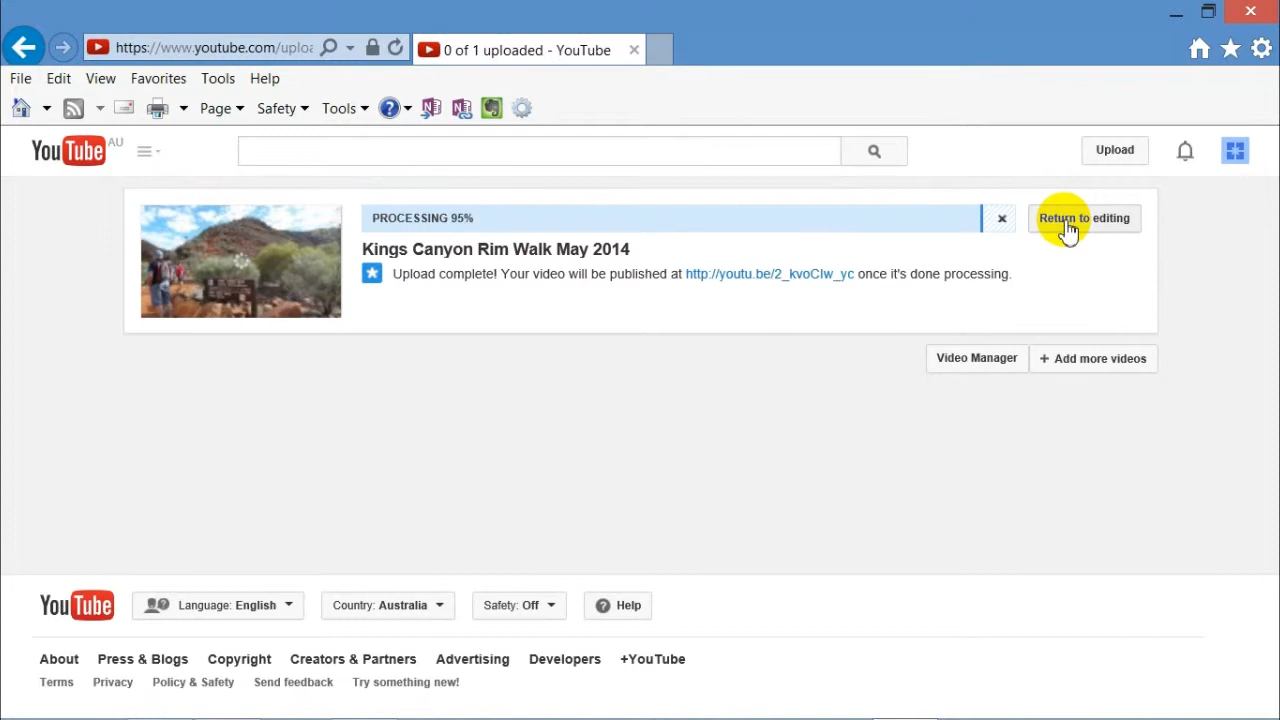 https://www.youtube.com/uploa
0 of 1 uploaded - YouTube
File Edit View Favorites Tools Help
Page Safety Tools
YouTube AU
Upload
PROCESSING 95%
Return to editing
Kings Canyon Rim Walk May 2014
Upload complete! Your video will be published at http://youtu.be/2_kvoCIw_yc once it's done processing.
Video Manager + Add more videos
YouTube Language: English Country: Australia Safety: Off Help
About Press & Blogs Copyright Creators & Partners Advertising Developers +YouTube
Terms Privacy Policy & Safety Send feedback Try something new!